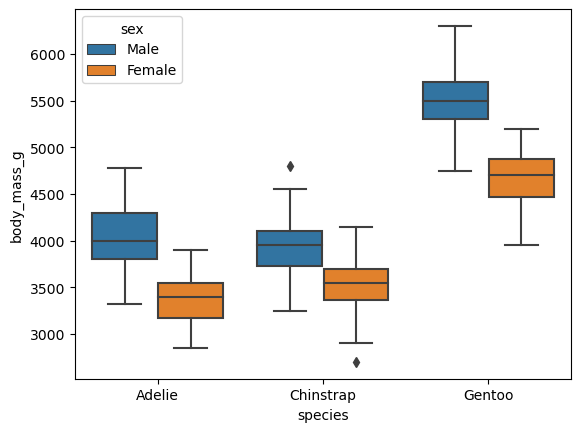 sex
Male
Female
6000
5500
5000
4500
4000
3500
3000
body_mass_g
Adelie Chinstrap Gentoo
species